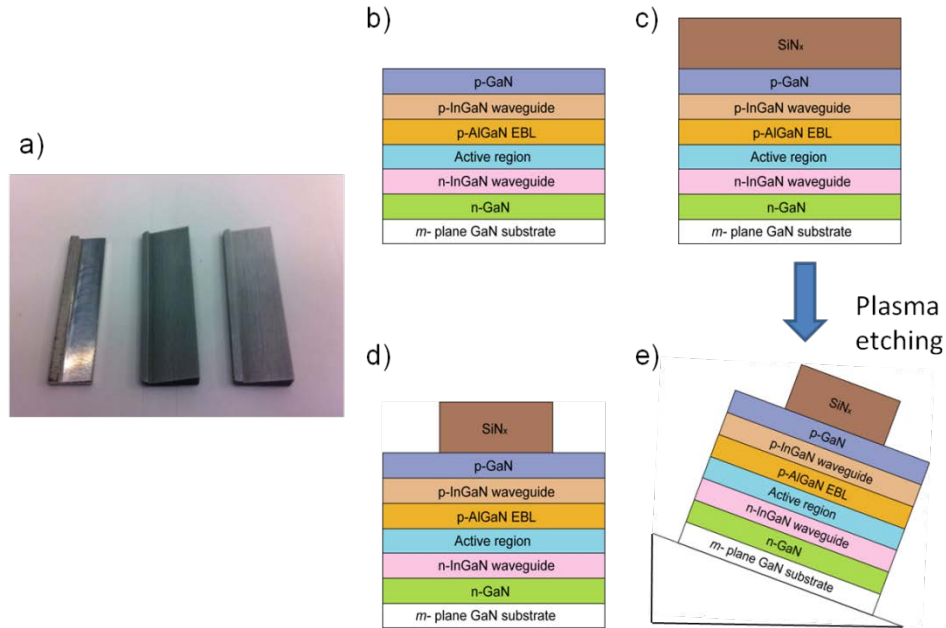 a)
b)
p-GaN
p-InGaN waveguide
p-AlGaN EBL
Active region
n-InGaN waveguide
n-GaN
m- plane GaN substrate
c)
SiNₓ
p-GaN
p-InGaN waveguide
p-AlGaN EBL
Active region
n-InGaN waveguide
n-GaN
m- plane GaN substrate
Plasma
etching
d)
SiNₓ
p-GaN
p-InGaN waveguide
p-AlGaN EBL
Active region
n-InGaN waveguide
n-GaN
m- plane GaN substrate
e)
SiNₓ
p-GaN
p-InGaN waveguide
p-AlGaN EBL
Active region
n-InGaN waveguide
n-GaN
m- plane GaN substrate